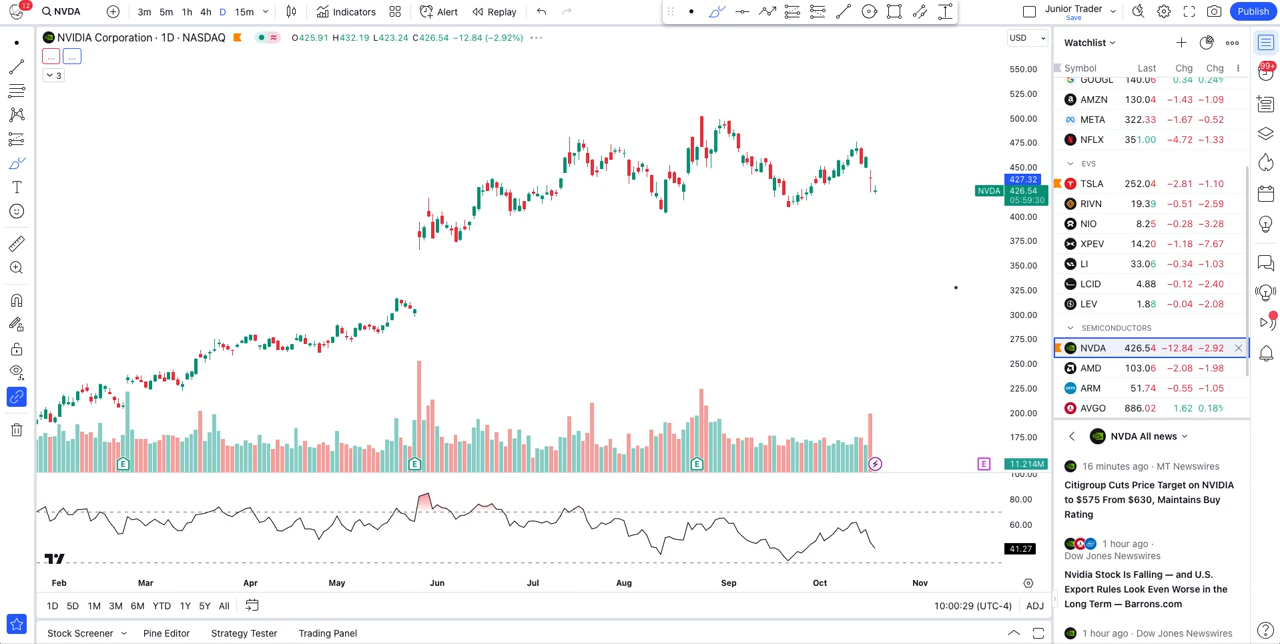 12
NVDA
3m 5m 1h 4h D 15m
Indicators
Alert
Replay
Junior Trader
Save
Publish
NVIDIA Corporation · 1D · NASDAQ
O425.91 H432.19 L423.24 C426.54 −12.84 (−2.92%)
USD
...
...
3
550.00
525.00
500.00
475.00
450.00
427.32
NVDA 426.54
05:59:30
400.00
375.00
350.00
325.00
300.00
275.00
250.00
225.00
200.00
175.00
E
E
E
E
11.214M
100.00
80.00
60.00
41.27
Feb Mar Apr May Jun Jul Aug Sep Oct Nov
1D 5D 1M 3M 6M YTD 1Y 5Y All
10:00:29 (UTC-4) ADJ
Stock Screener Pine Editor Strategy Tester Trading Panel
Watchlist
Symbol Last Chg Chg
GOOGL 140.06 0.34 0.24%
AMZN 130.04 −1.43 −1.09
META 322.33 −1.67 −0.52
NFLX 351.00 −4.72 −1.33
EVS
TSLA 252.04 −2.81 −1.10
RIVN 19.39 −0.51 −2.59
NIO 8.25 −0.28 −3.28
XPEV 14.20 −1.18 −7.67
LI 33.06 −0.34 −1.03
LCID 4.88 −0.12 −2.40
LEV 1.88 −0.04 −2.08
SEMICONDUCTORS
NVDA 426.54 −12.84 −2.92
AMD 103.06 −2.08 −1.98
ARM 51.74 −0.55 −1.05
AVGO 886.02 1.62 0.18%
NVDA All news
16 minutes ago · MT Newswires
Citigroup Cuts Price Target on NVIDIA
to $575 From $630, Maintains Buy
Rating
1 hour ago ·
Dow Jones Newswires
Nvidia Stock Is Falling — and U.S.
Export Rules Look Even Worse in the
Long Term — Barrons.com
1 hour ago · Dow Jones Newswires
99+